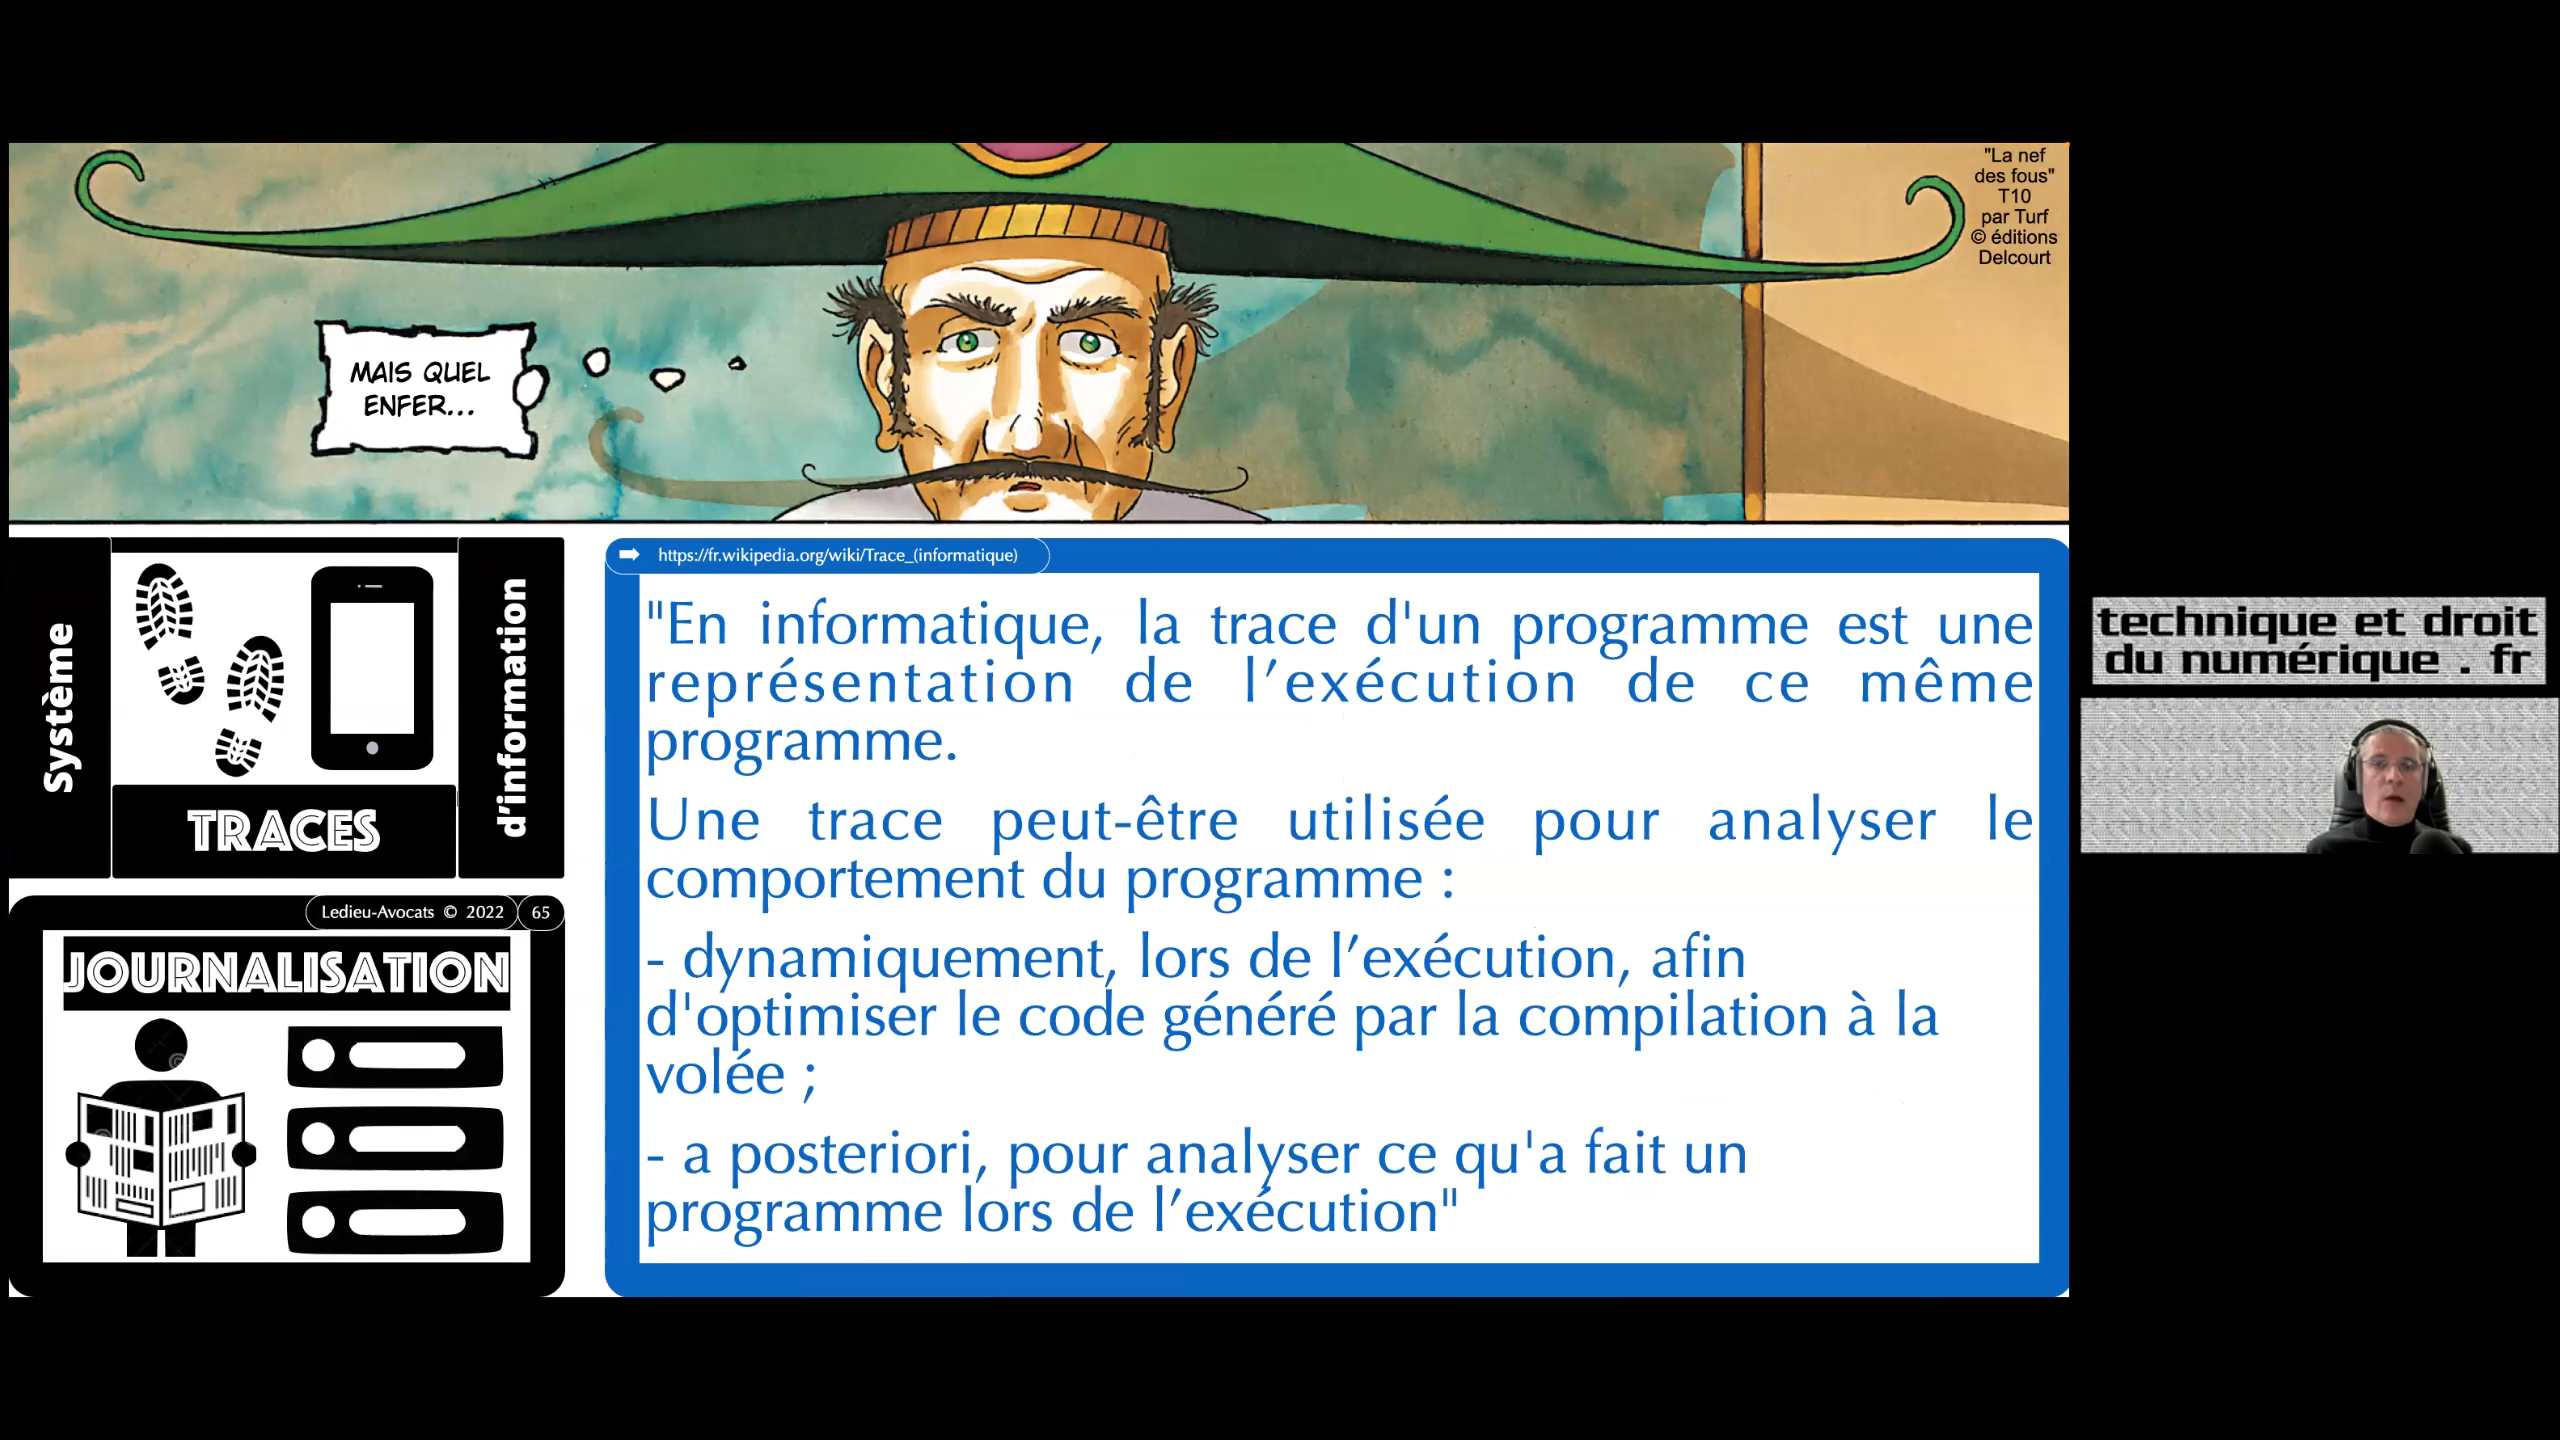 "La nef
des fous"
T10
par Turf
© éditions
Delcourt
MAIS QUEL
ENFER...
Système
TRACES
d'information
Ledieu-Avocats © 2022 65
JOURNALISATION
https://fr.wikipedia.org/wiki/Trace_(informatique)
"En informatique, la trace d'un programme est une
représentation de l’exécution de ce même
programme.
Une trace peut-être utilisée pour analyser le
comportement du programme :
- dynamiquement, lors de l’exécution, afin
d'optimiser le code généré par la compilation à la
volée ;
- a posteriori, pour analyser ce qu'a fait un
programme lors de l’exécution"
technique et droit
du numérique . fr